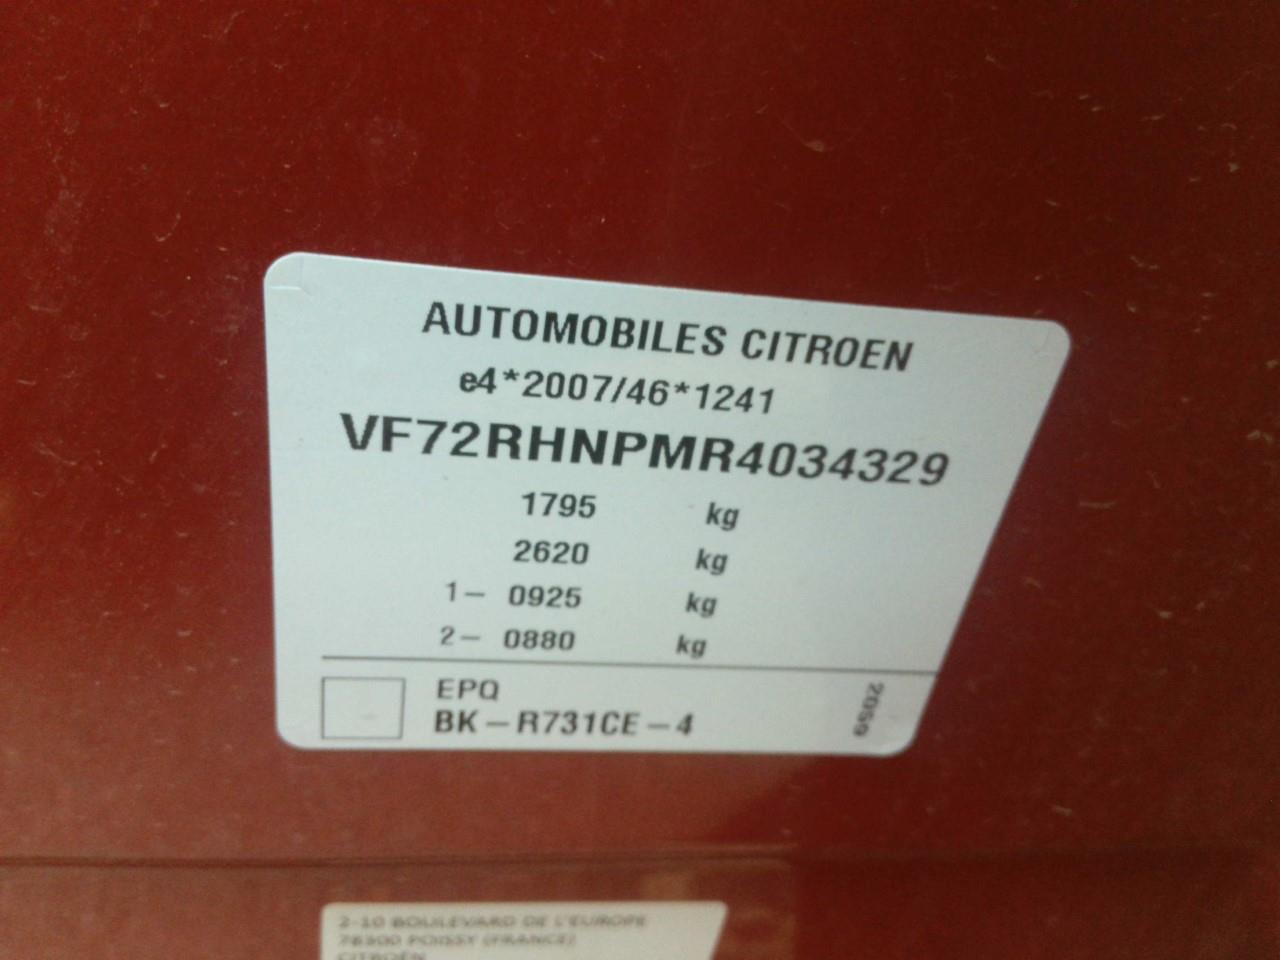 AUTOMOBILES CITROEN
e4*2007/46*1241
VF72RHNPMR4034329
1795 kg
2620 kg
1- 0925 kg
2- 0880 kg
EPQ
BK-R731CE-4
2059
2-10 BOULEVARD DE L'EUROPE
78300 POISSY (FRANCE)
CITROËN